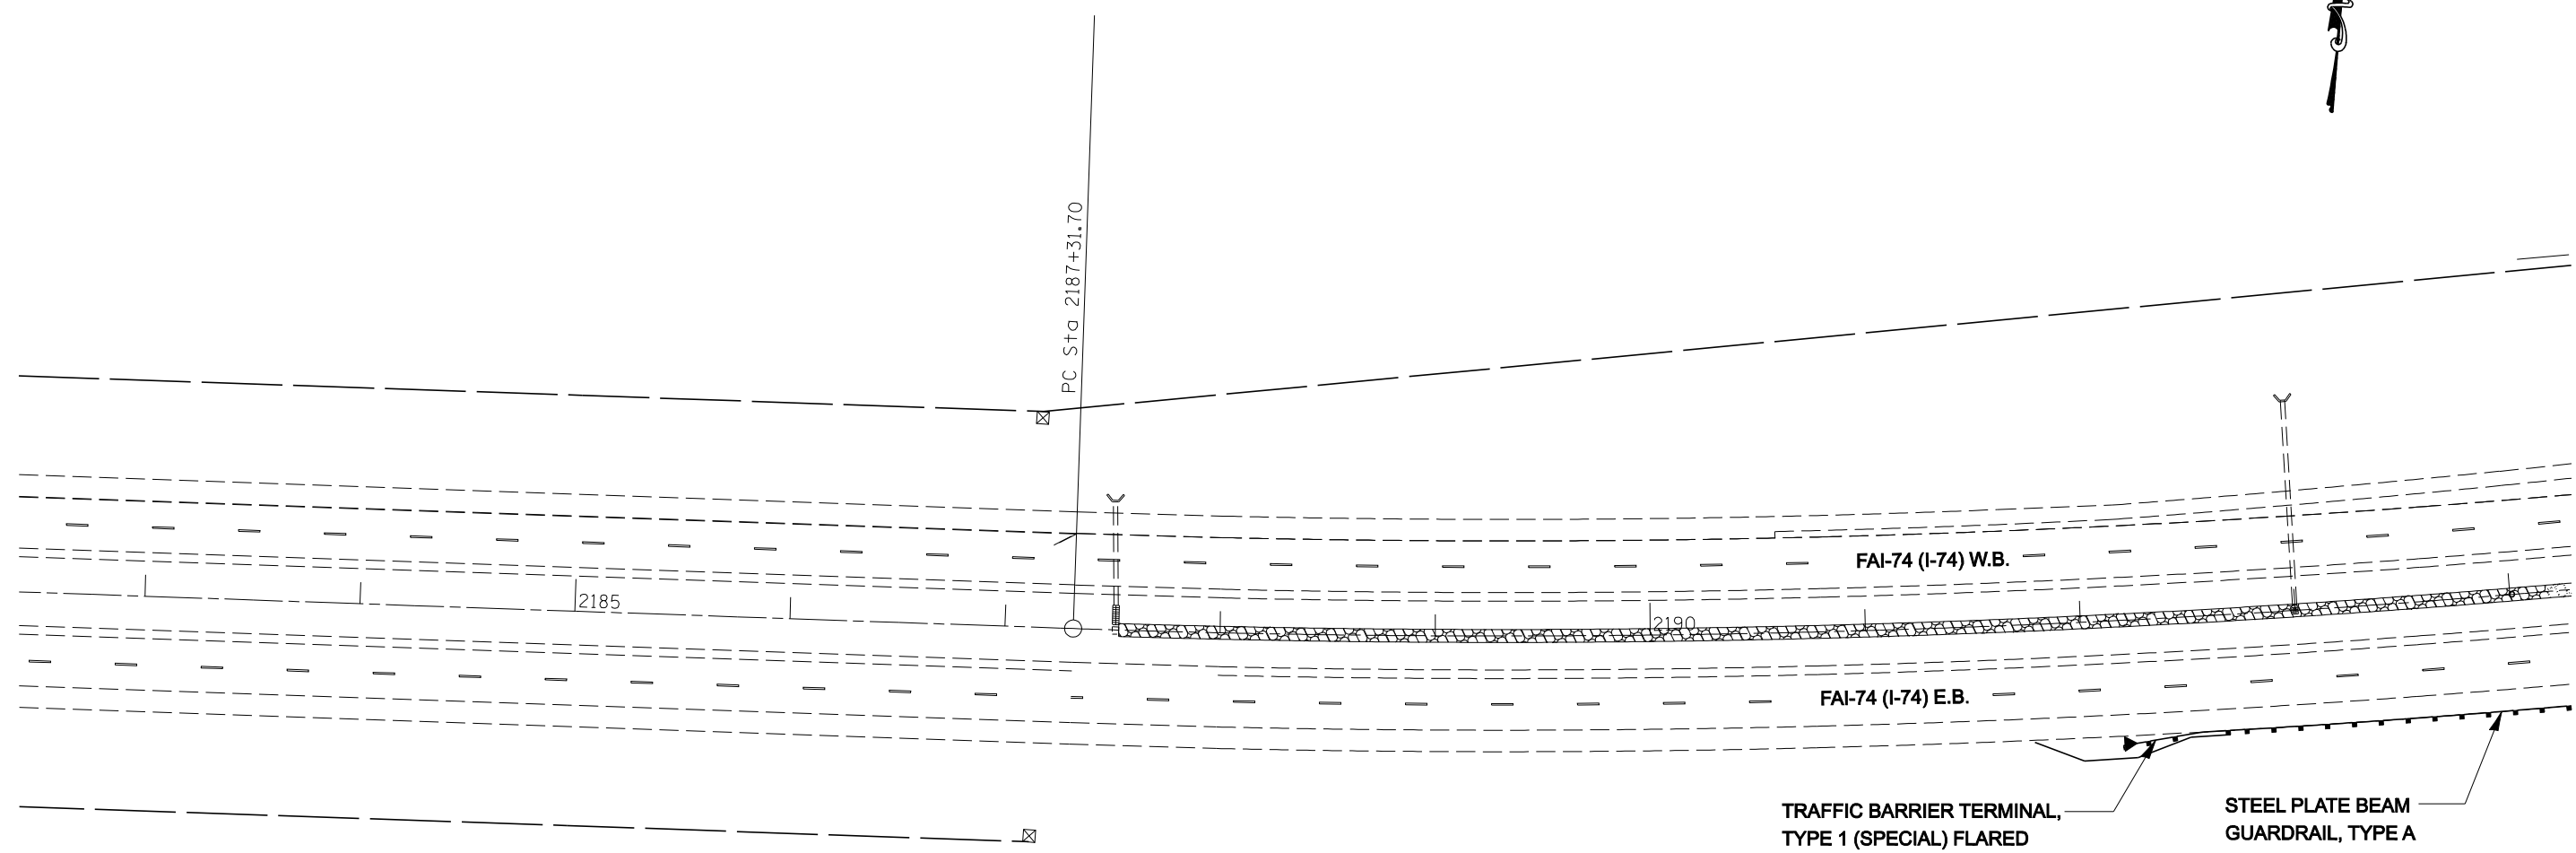 PC Sta 2187+31.70
FAI-74 (I-74) W.B.
2185
2190
FAI-74 (I-74) E.B.
TRAFFIC BARRIER TERMINAL,
TYPE 1 (SPECIAL) FLARED
STEEL PLATE BEAM
GUARDRAIL, TYPE A